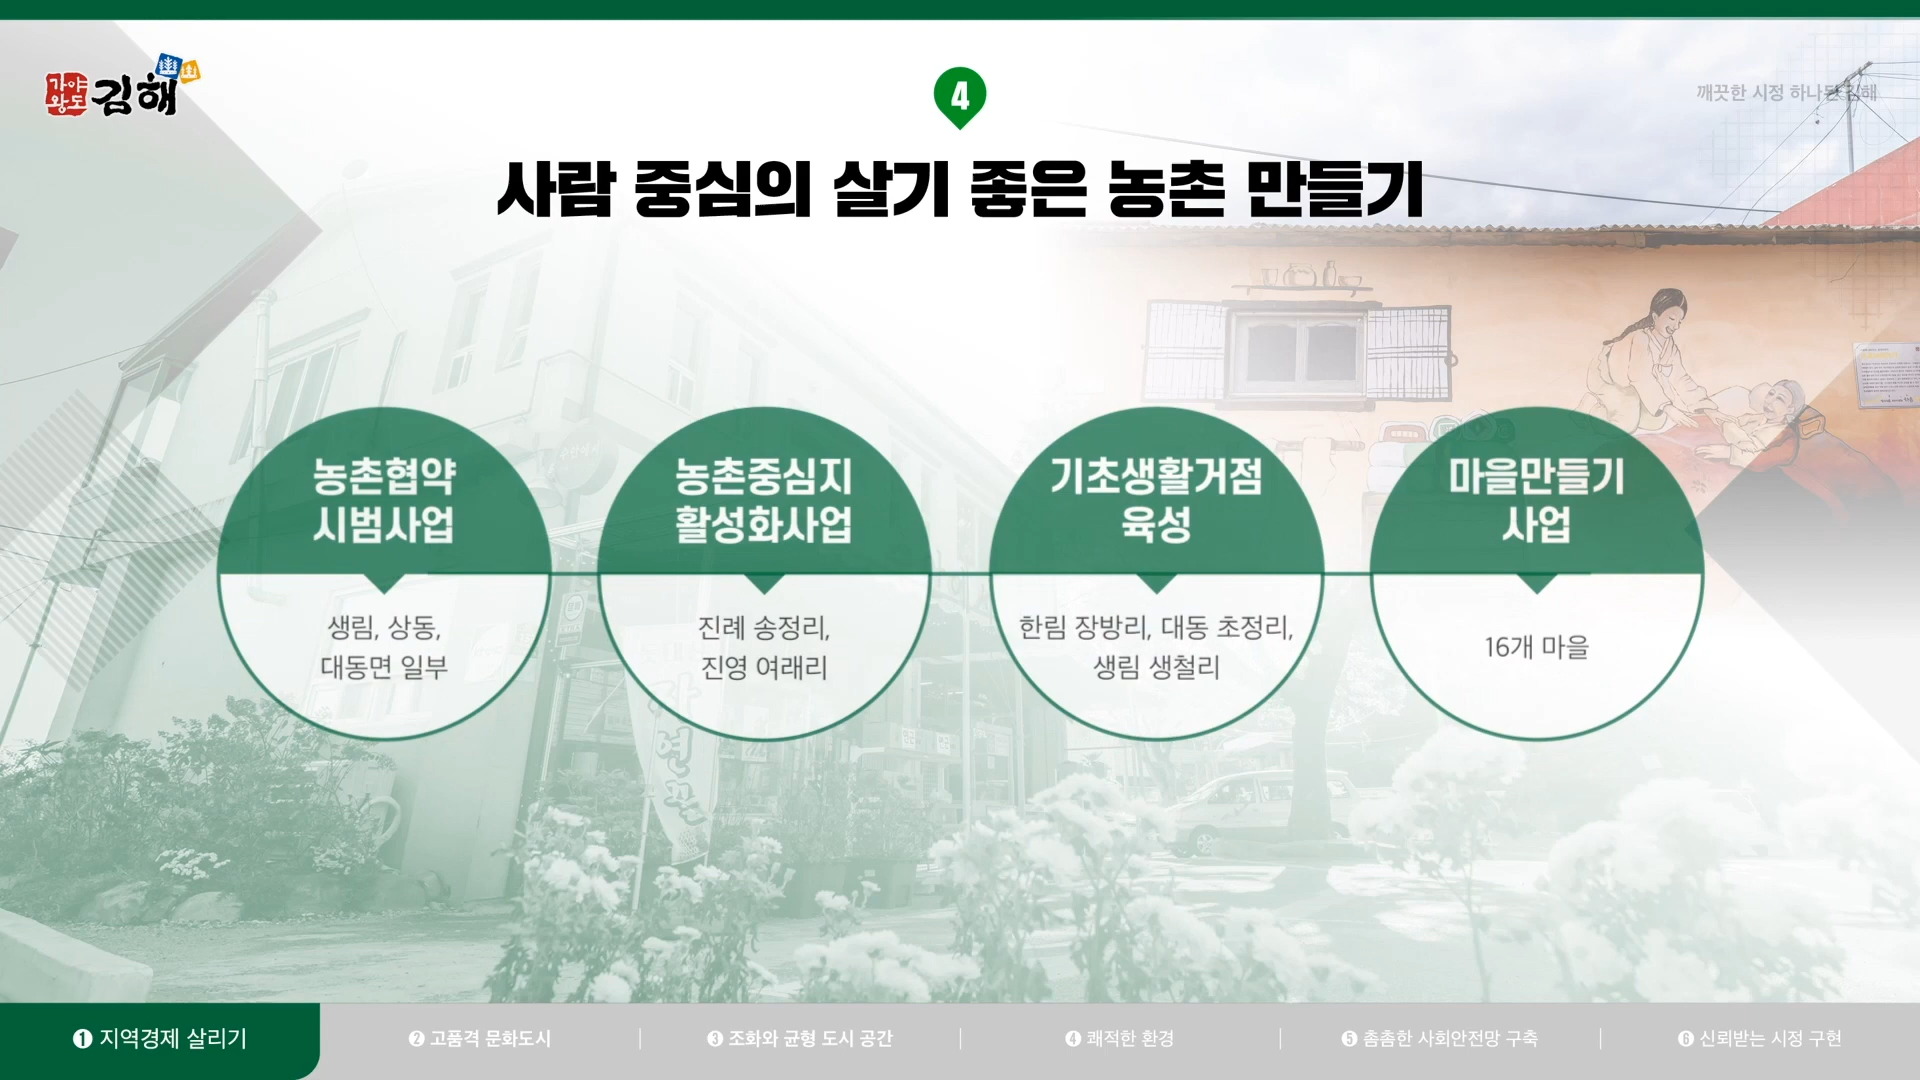 가야
왕도
김해
4
깨끗한 시정 하나된 김해
사람 중심의 살기 좋은 농촌 만들기
농촌협약
시범사업
생림, 상동,
대동면 일부
농촌중심지
활성화사업
진례 송정리,
진영 여래리
기초생활거점
육성
한림 장방리, 대동 초정리,
생림 생철리
마을만들기
사업
16개 마을
❶ 지역경제 살리기
❷ 고품격 문화도시
❸ 조화와 균형 도시 공간
❹ 쾌적한 환경
❺ 촘촘한 사회안전망 구축
❻ 신뢰받는 시정 구현